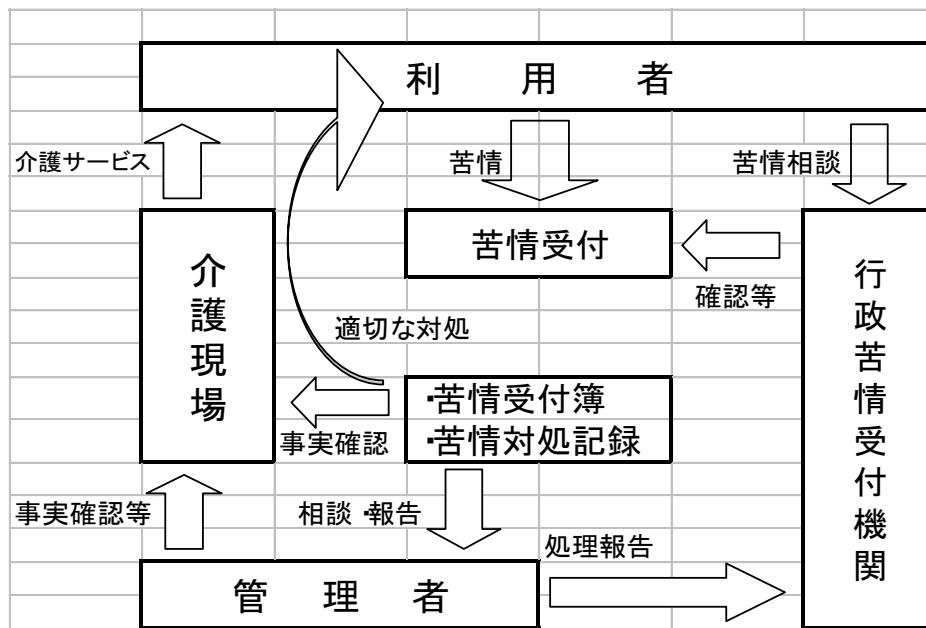 利用者
介護サービス
苦情
苦情相談
介護現場
苦情受付
行政苦情受付機関
確認等
適切な対処
・苦情受付簿
・苦情対処記録
事実確認
事実確認等
相談・報告
処理報告
管理者